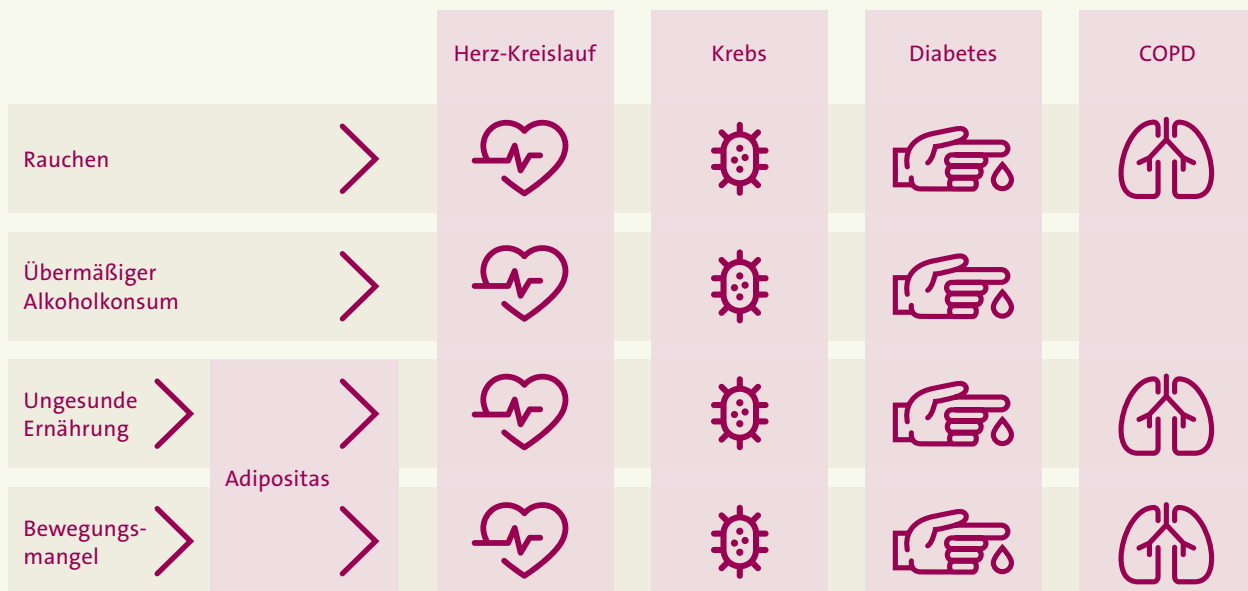 Herz-Kreislauf Krebs Diabetes COPD
Rauchen
Übermäßiger
Alkoholkonsum
Ungesunde
Ernährung
Adipositas
Bewegungs-
mangel